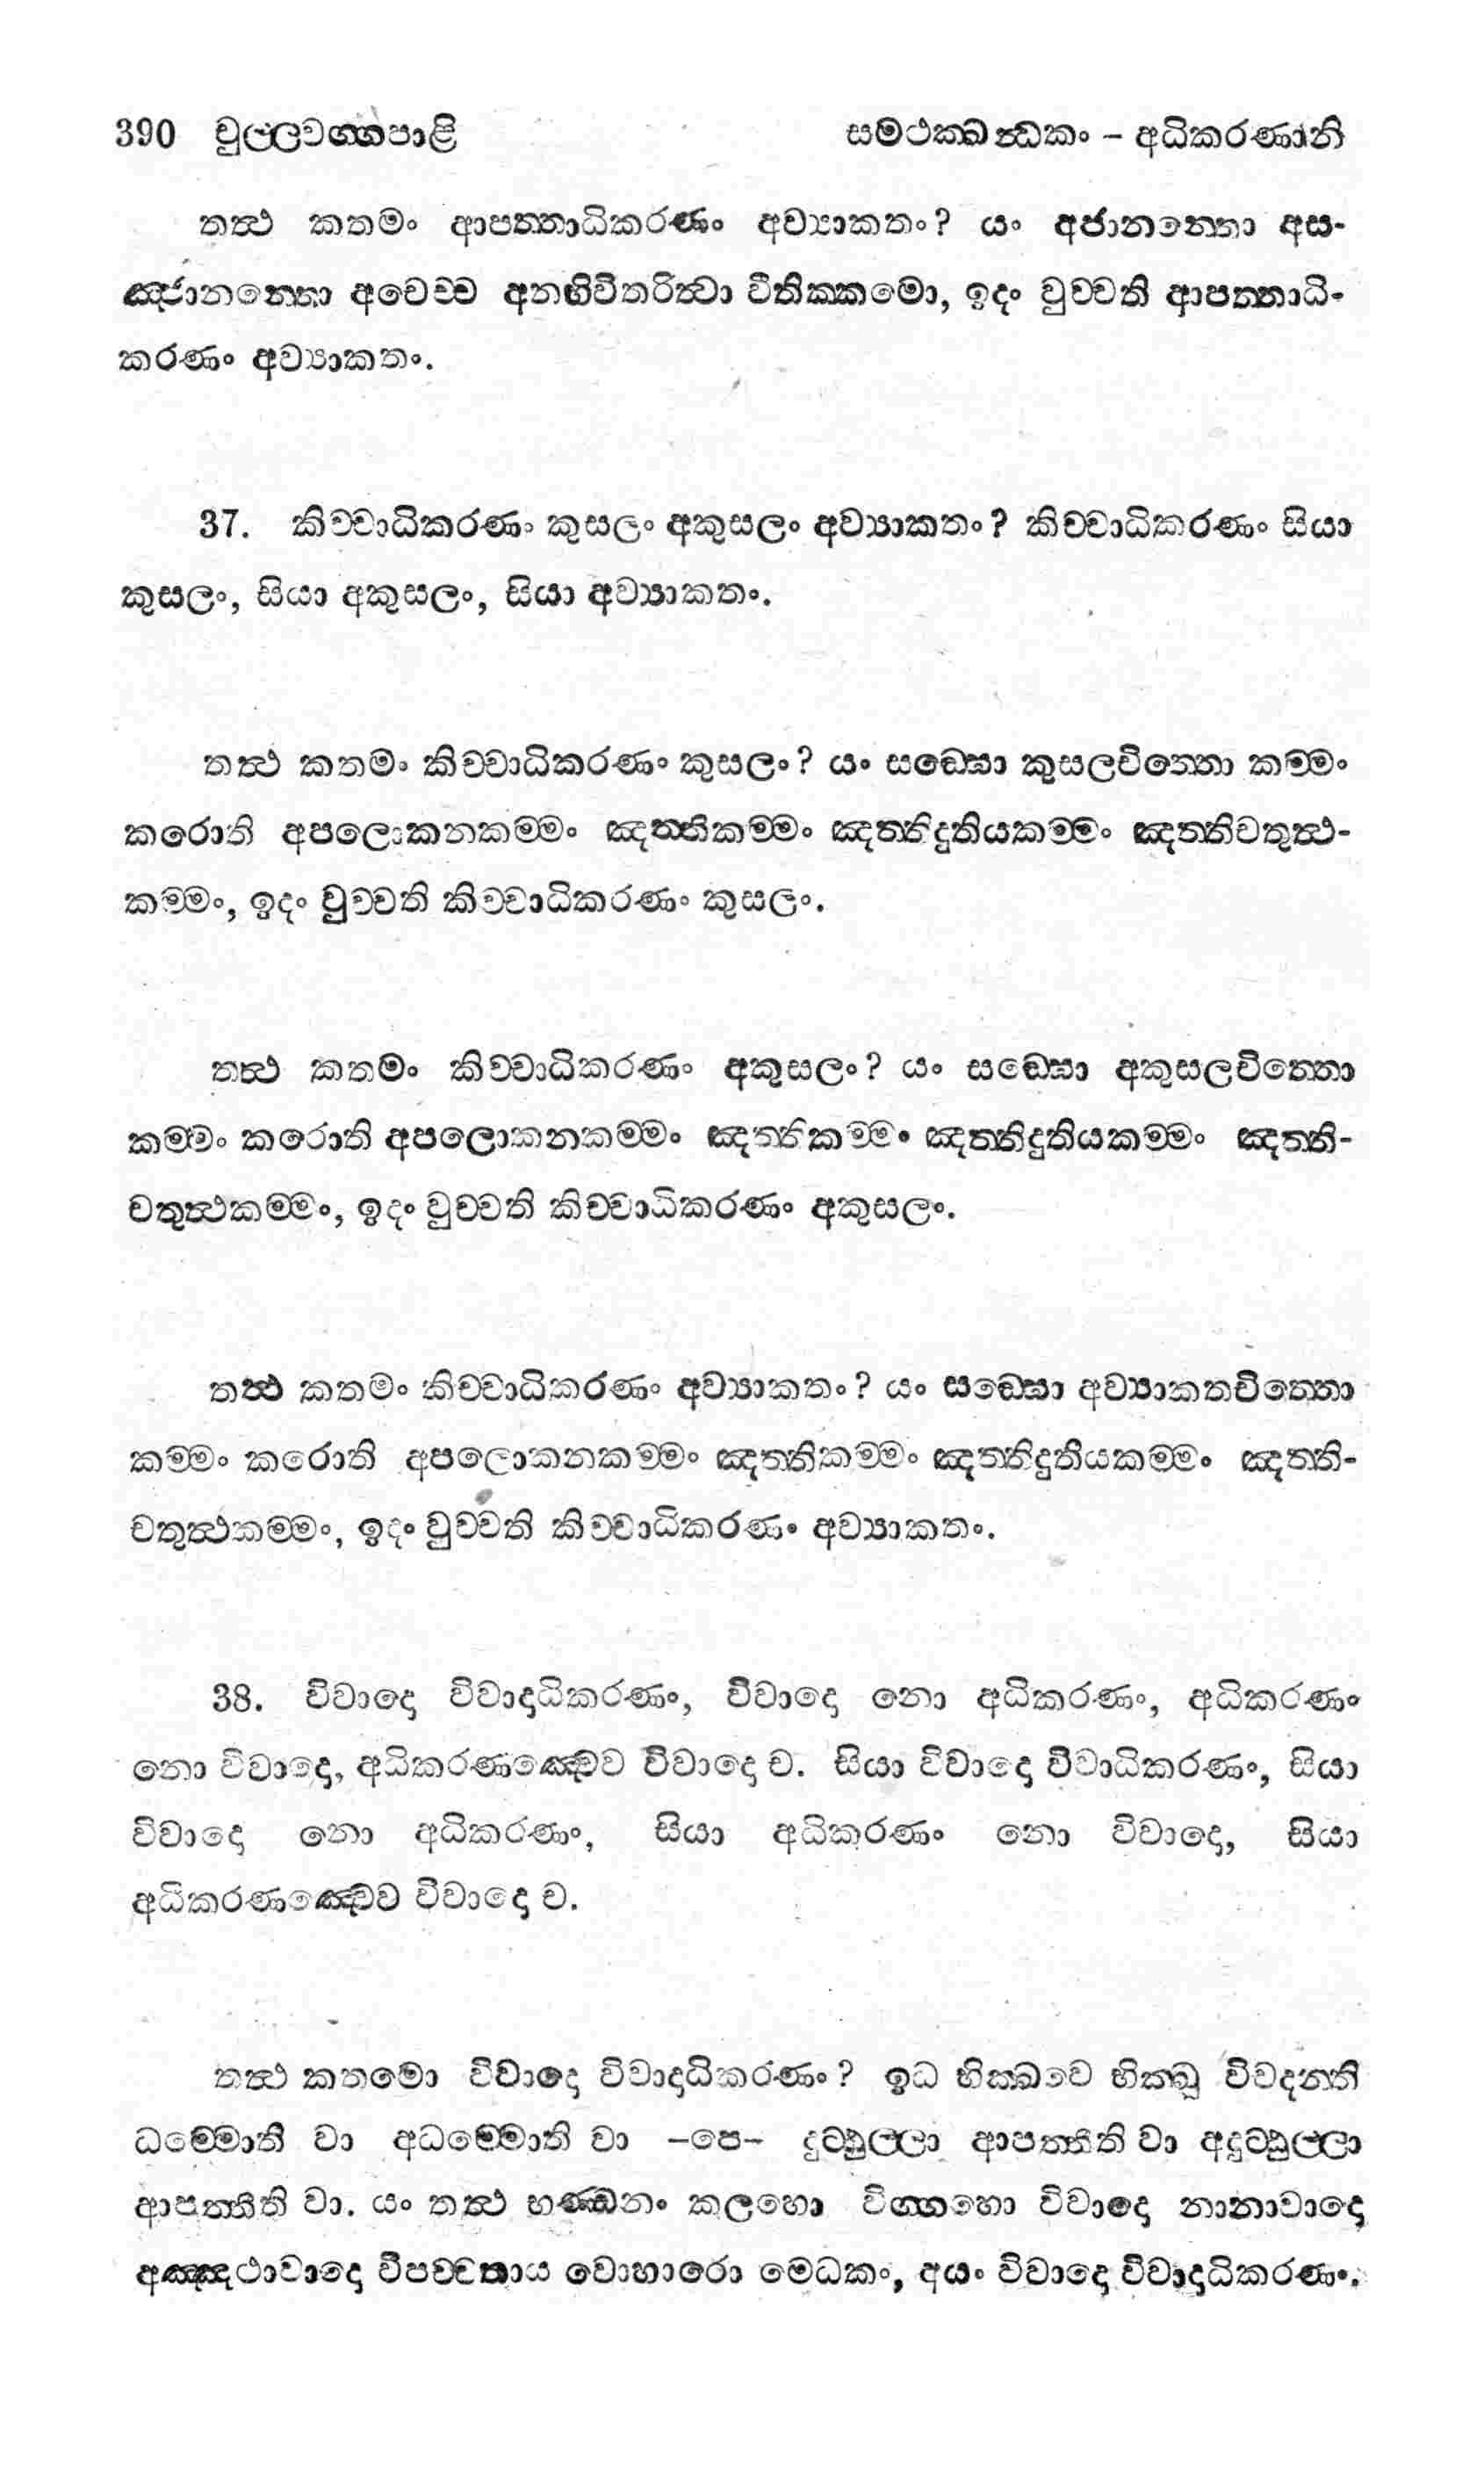 390 චුල්ලවග්ගපාළි සමථක්ඛන්ධකං – අධිකරණානි
තත්ථ කතමං ආපත්තාධිකරණං අව්‍යාකතං? යං අජානන්තො අස-
ඤ්ජානන්තො අචෙච්ච අනභිවිතරිත්වා වීතික්කමො, ඉදං වුච්චති ආපත්තාධි-
කරණං අව්‍යාකතං.
37. කිච්චාධිකරණං කුසලං අකුසලං අව්‍යාකතං? කිච්චාධිකරණං සියා
කුසලං, සියා අකුසලං, සියා අව්‍යාකතං.
තත්ථ කතමං කිච්චාධිකරණං කුසලං? යං සඞ්ඝො කුසලචිත්තො කම්මං
කරොති අපලොකනකම්මං ඤත්තිකම්මං ඤත්තිදුතියකම්මං ඤත්තිචතුත්ථ-
කම්මං, ඉදං වුච්චති කිච්චාධිකරණං කුසලං.
තත්ථ කතමං කිච්චාධිකරණං අකුසලං? යං සඞ්ඝො අකුසලචිත්තො
කම්මං කරොති අපලොකනකම්මං ඤත්තිකම්මං ඤත්තිදුතියකම්මං ඤත්ති-
චතුත්ථකම්මං, ඉදං වුච්චති කිච්චාධිකරණං අකුසලං.
තත්ථ කතමං කිච්චාධිකරණං අව්‍යාකතං? යං සඞ්ඝො අව්‍යාකතචිත්තො
කම්මං කරොති අපලොකනකම්මං ඤත්තිකම්මං ඤත්තිදුතියකම්මං ඤත්ති-
චතුත්ථකම්මං, ඉදං වුච්චති කිච්චාධිකරණං අව්‍යාකතං.
38. විවාදො විවාදාධිකරණං, විවාදො නො අධිකරණං, අධිකරණං
නො විවාදො, අධිකරණඤ්චෙව විවාදො ච. සියා විවාදො විවාධිකරණං, සියා
විවාදො නො අධිකරණං, සියා අධිකරණං නො විවාදො, සියා
අධිකරණඤ්චෙව විවාදො ච.
තත්ථ කතමො විවාදො විවාදාධිකරණං? ඉධ භික්ඛවෙ භික්ඛූ විවදන්ති
ධම්මොති වා අධම්මොති වා –පෙ– දුට්ඨුල්ලා ආපත්තීති වා අදුට්ඨුල්ලා
ආපත්තීති වා. යං තත්ථ භණ්ඩනං කලහො විග්ගහො විවාදො නානාවාදො
අඤ්ඤථාවාදො විපච්චතාය වොහාරො මෙධකං, අයං විවාදො විවාදාධිකරණං.